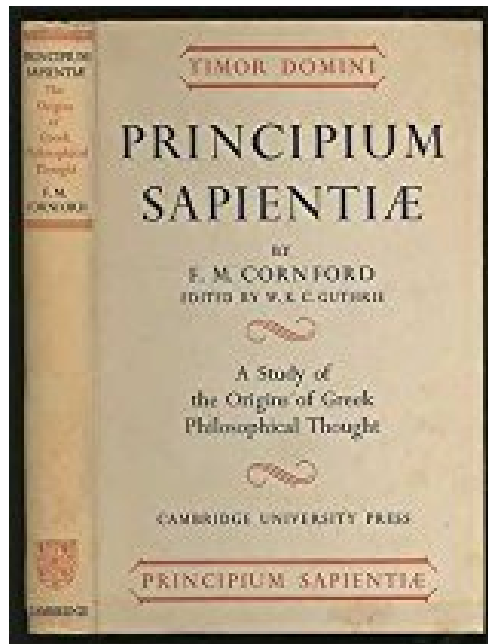 PRINCIPIUM
SAPIENTIÆ
The
Origins
of
Greek
Philosophical
Thought
F. M.
CORNFORD
CAMBRIDGE
TIMOR DOMINI
PRINCIPIUM
SAPIENTIÆ
BY
F. M. CORNFORD
EDITED BY W. K. C. GUTHRIE
A Study of
the Origins of Greek
Philosophical Thought
CAMBRIDGE UNIVERSITY PRESS
PRINCIPIUM SAPIENTIÆ